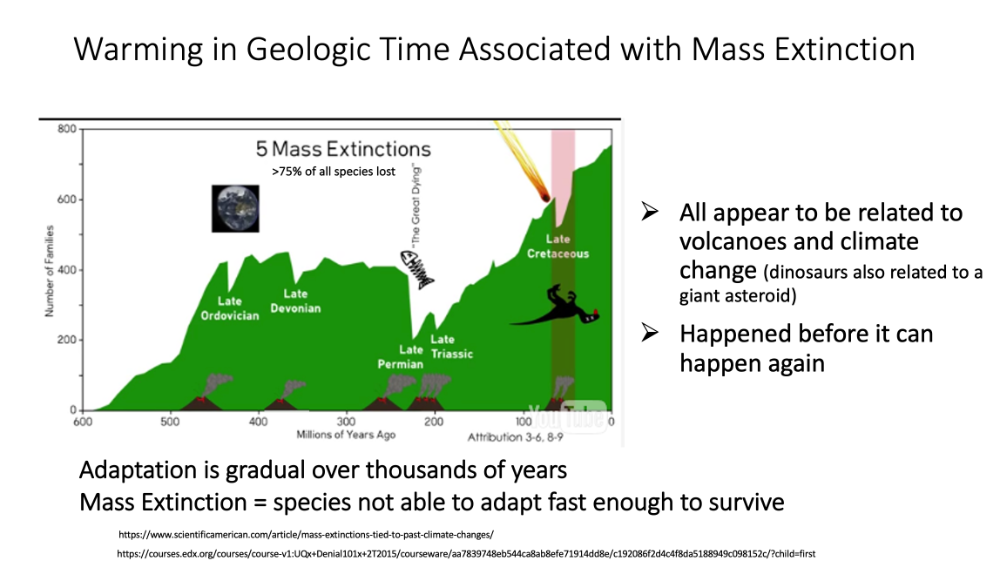 Warming in Geologic Time Associated with Mass Extinction
800
600
400
200
0
Number of Families
5 Mass Extinctions
>75% of all species lost
"The Great Dying"
Late
Ordovician
Late
Devonian
Late
Permian
Late
Triassic
Late
Cretaceous
YouTube
600
500
400
300
200
100
0
Millions of Years Ago
Attribution 3-6, 8-9
➢ All appear to be related to
volcanoes and climate
change (dinosaurs also related to a
giant asteroid)
➢ Happened before it can
happen again
Adaptation is gradual over thousands of years
Mass Extinction = species not able to adapt fast enough to survive
https://www.scientificamerican.com/article/mass-extinctions-tied-to-past-climate-changes/
https://courses.edx.org/courses/course-v1:UQx+Denial101x+2T2015/courseware/aa7839748eb544ca8ab8efe71914dd8e/c192086f2d4c4f8da5188949c098152c/?child=first